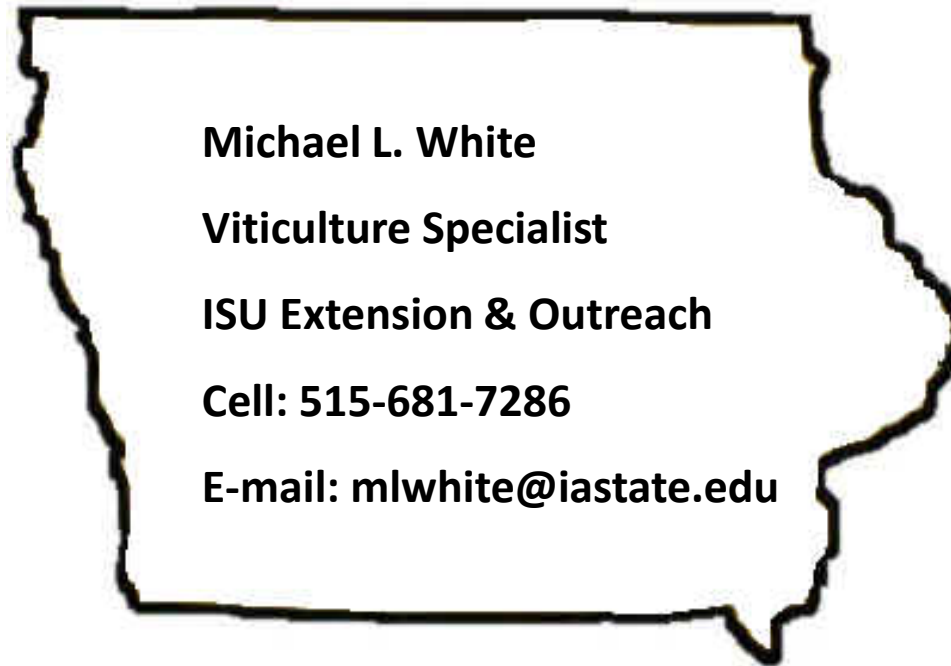 Michael L. White
Viticulture Specialist
ISU Extension & Outreach
Cell: 515-681-7286
E-mail: mlwhite@iastate.edu